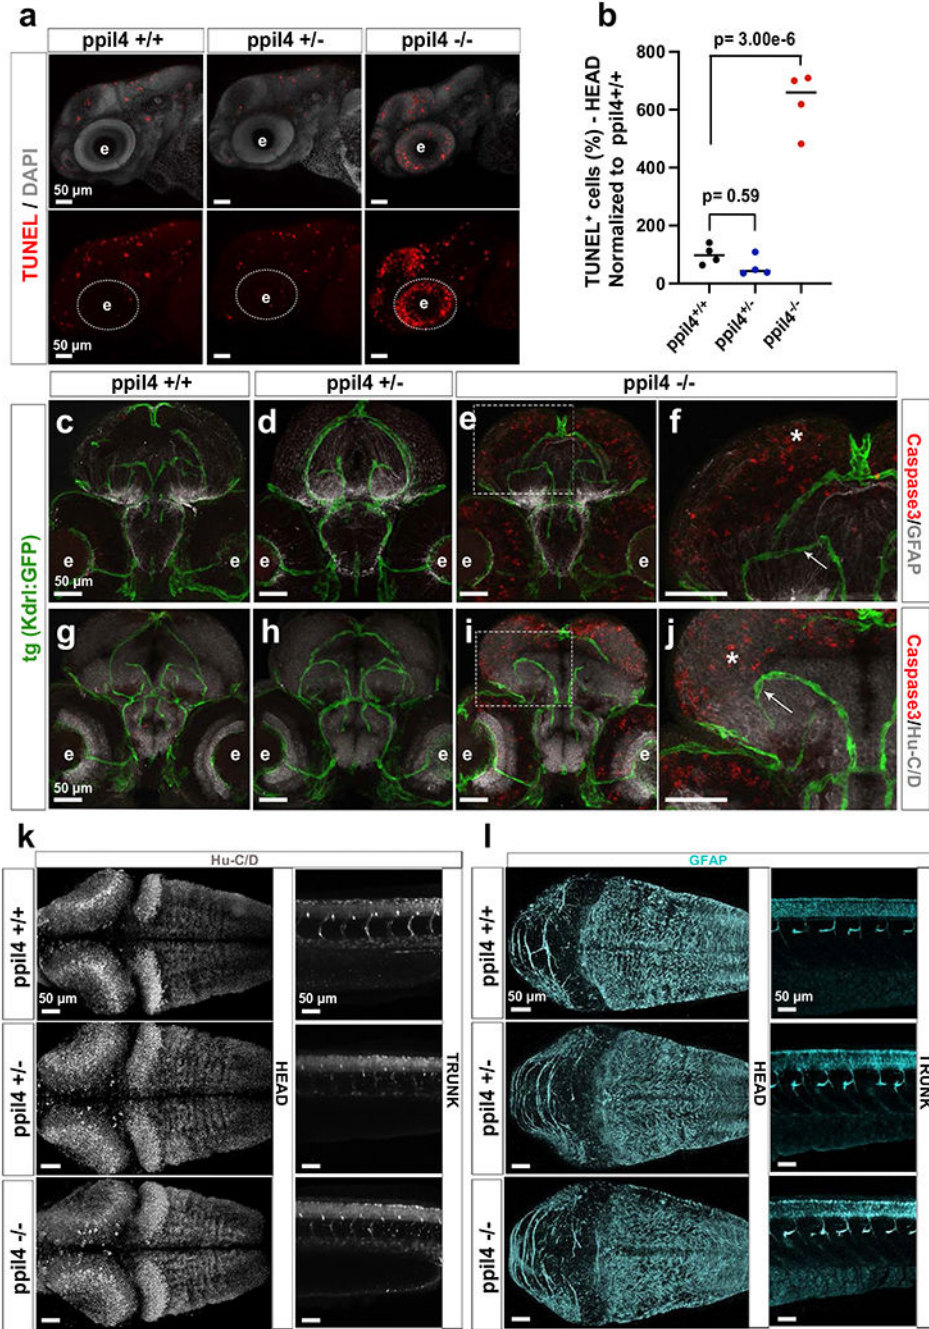 a
ppil4 +/+
ppil4 +/-
ppil4 -/-
TUNEL / DAPI
e
50 µm
e
e
e
50 µm
e
e
b
TUNEL⁺ cells (%) - HEAD
Normalized to ppil4+/+
800
600
400
200
0
p= 3.00e-6
p= 0.59
ppil4+/+
ppil4+/-
ppil4-/-
ppil4 +/+
ppil4 +/-
ppil4 -/-
tg (Kdrl:GFP)
c
e
e
50 µm
d
e
e
e
e
e
f
*
Caspase3/GFAP
g
e
e
50 µm
h
e
e
i
e
e
j
*
Caspase3/Hu-C/D
k
Hu-C/D
ppil4 +/+
50 µm
50 µm
ppil4 +/-
HEAD
TRUNK
ppil4 -/-
l
GFAP
ppil4 +/+
50 µm
50 µm
ppil4 +/-
HEAD
TRUNK
ppil4 -/-